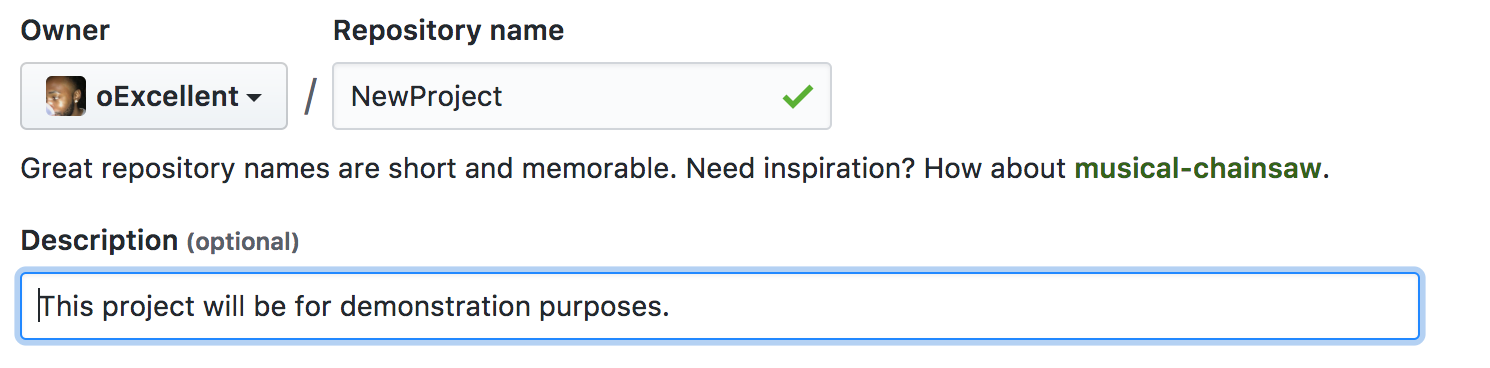 Owner Repository name
oExcellent / NewProject
Great repository names are short and memorable. Need inspiration? How about musical-chainsaw.
Description (optional)
This project will be for demonstration purposes.